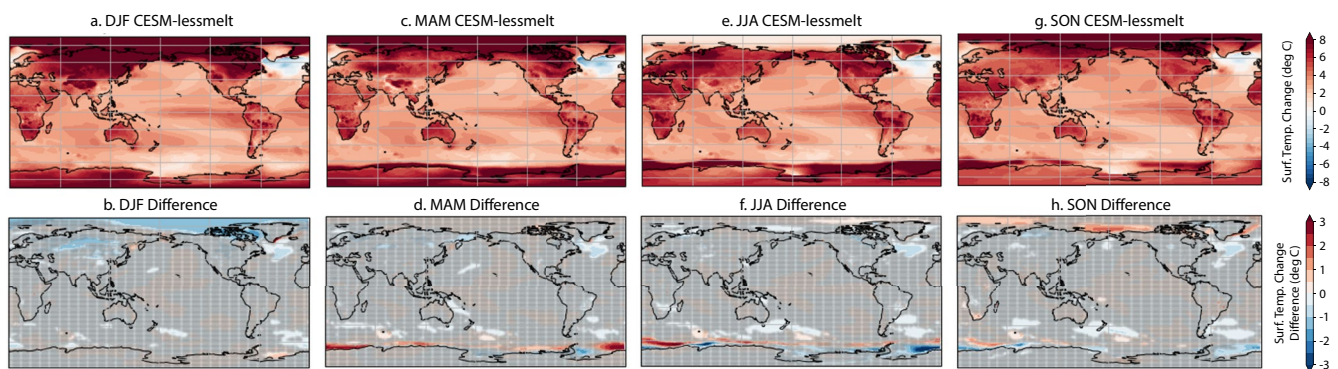 a. DJF CESM-lessmelt
c. MAM CESM-lessmelt
e. JJA CESM-lessmelt
g. SON CESM-lessmelt
8
6
4
2
0
-2
-4
-6
-8
Surf. Temp. Change (deg C)
b. DJF Difference
d. MAM Difference
f. JJA Difference
h. SON Difference
3
2
1
0
-1
-2
-3
Surf. Temp. Change
Difference (deg C)